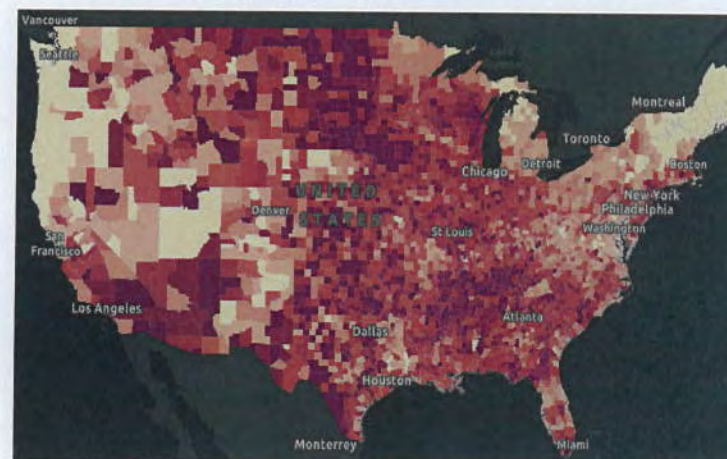 Vancouver
Seattle
Montreal
Toronto
Boston
Detroit
Chicago
New York
Philadelphia
UNITED
STATES
Denver
St Louis
Washington
San
Francisco
Los Angeles
Atlanta
Dallas
Houston
Monterrey
Miami